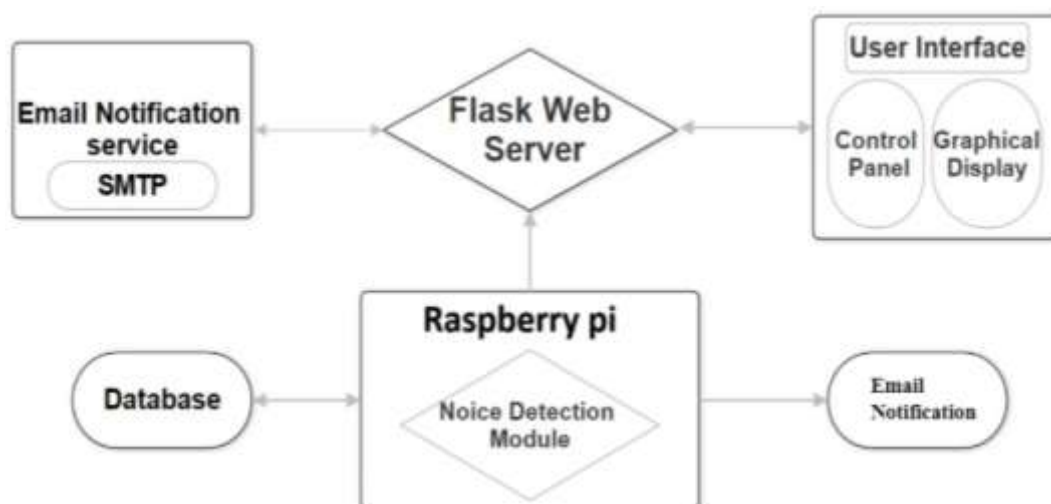 Email Notification
service
SMTP
Flask Web
Server
User Interface
Control
Panel
Graphical
Display
Raspberry pi
Noice Detection
Module
Database
Email
Notification